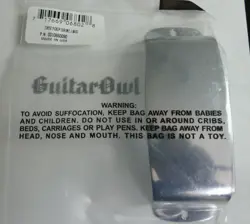 GuitarOwl
WARNING:
TO AVOID SUFFOCATION, KEEP BAG AWAY FROM BABIES
AND CHILDREN. DO NOT USE IN OR AROUND CRIBS,
BEDS, CARRIAGES OR PLAY PENS. KEEP BAG AWAY FROM
HEAD, NOSE AND MOUTH. THIS BAG IS NOT A TOY.